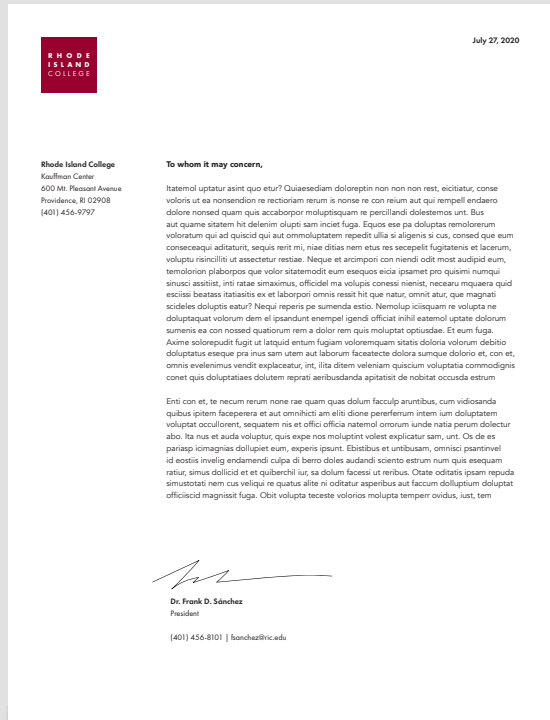 July 27, 2020
RHODE
ISLAND
COLLEGE
Rhode Island College
Kauffman Center
600 Mt. Pleasant Avenue
Providence, RI 02908
(401) 456-9797
To whom it may concern,
Itatemol uptatur asint quo etur? Quiaesediam doloreptin non non non rest, eicitiatur, conse
voloris ut ea nonsendion re rectioriam rerum is nonse re con reium aut qui rempell endaero
dolore nonsed quam quis accaborpor moluptisquam re percillandi dolestemos unt. Bus
aut quame sitatem hit delenim olupti sam inciet fuga. Equos ese pa doluptas remolorerum
voloratum qui ad quiscid qui aut ommoluptatem repedit ullia si aligenis si cus, consed que eum
conseceaqui aditaturit, sequis rerit mi, niae ditias nem etus res secepelit fugitatenis et lacerum,
voluptu risincilliti ut assectetur restiae. Neque et arcimpori con niendi odit most audipid eum,
temolorion plaborpos que volor sitatemodit eum esequos eicia ipsamet pro quisimi numqui
sinusci assitiist, inti ratae simaximus, officidel ma volupis conessi nienist, necearu mquaera quid
esciissi beatass itatiasitis ex et laborpori omnis ressit hit que natur, omnit atur, que magnati
scideles doluptis eatur? Nequi reperis pe sumenda estio. Nemolup iciisquam re volupta ne
doluptaquat volorum dem el ipsandunt enempel igendi officiat inihil eatemol uptate dolorum
sumenis ea con nossed quatiorum rem a dolor rem quis moluptat optiusdae. Et eum fuga.
Axime solorepudit fugit ut latquid entum fugiam voloremquam sitatis doloria volorum debitio
doluptatus eseque pra inus sam utem aut laborum faceatecte dolora sumque dolorio et, con et,
omnis evelenimus vendit explaceatur, int, ilita ditem veleniam quiscium voluptatia commodignis
conet quis doluptatiaes dolutem reprati aeribusdanda apitatisit de nobitat occusda estrum
Enti con et, te necum rerum none rae quam quas dolum facculp aruntibus, cum vidiosanda
quibus ipitem faceperera et aut omnihicti am eliti dione pererferrum intem ium doluptatem
voluptat occullorest, sequatem nis et offici officia natemol orrorum iunde natia perum dolectur
abo. Ita nus et auda voluptur, quis expe nos moluptint volest explicatur sam, unt. Os de es
pariasp icimagnias dollupiet eum, experis ipsunt. Ebistibus et untibusam, omnisci psantinvel
id eostiis invelig endamend culpa di berro doles audandi sciento estrum num quis esequam
ratiur, simus dollicid et et quiberchil iur, sa dolum facessi ut reribus. Otate oditatis ipsam repuda
simustotati nem cus veliqui re quatus alite ni oditatur asperibus aut faccum dolluptium doluptat
officiiscid magnissit fuga. Obit volupta teceste volorios molupta temperr ovidus, iust, tem
Dr. Frank D. Sánchez
President
(401) 456-8101 | fsanchez@ric.edu